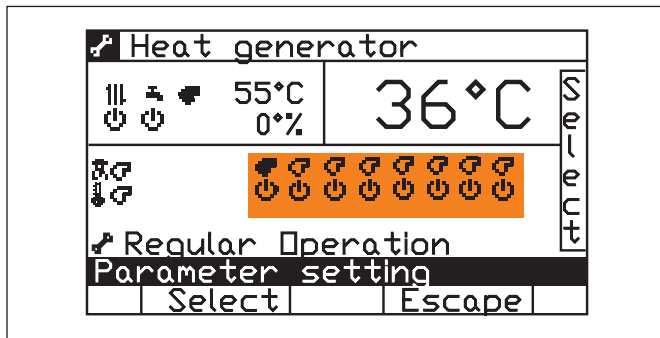 Heat generator
55°C
36°C
0%
Select
Regular Operation
Parameter setting
Select Escape